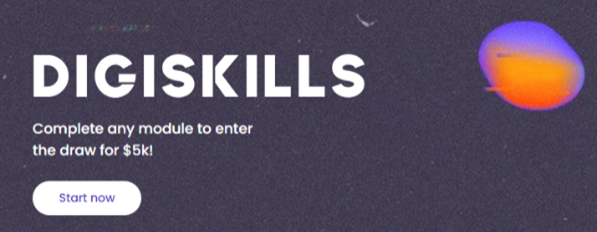 DIGISKILLS
Complete any module to enter
the draw for $5k!
Start now